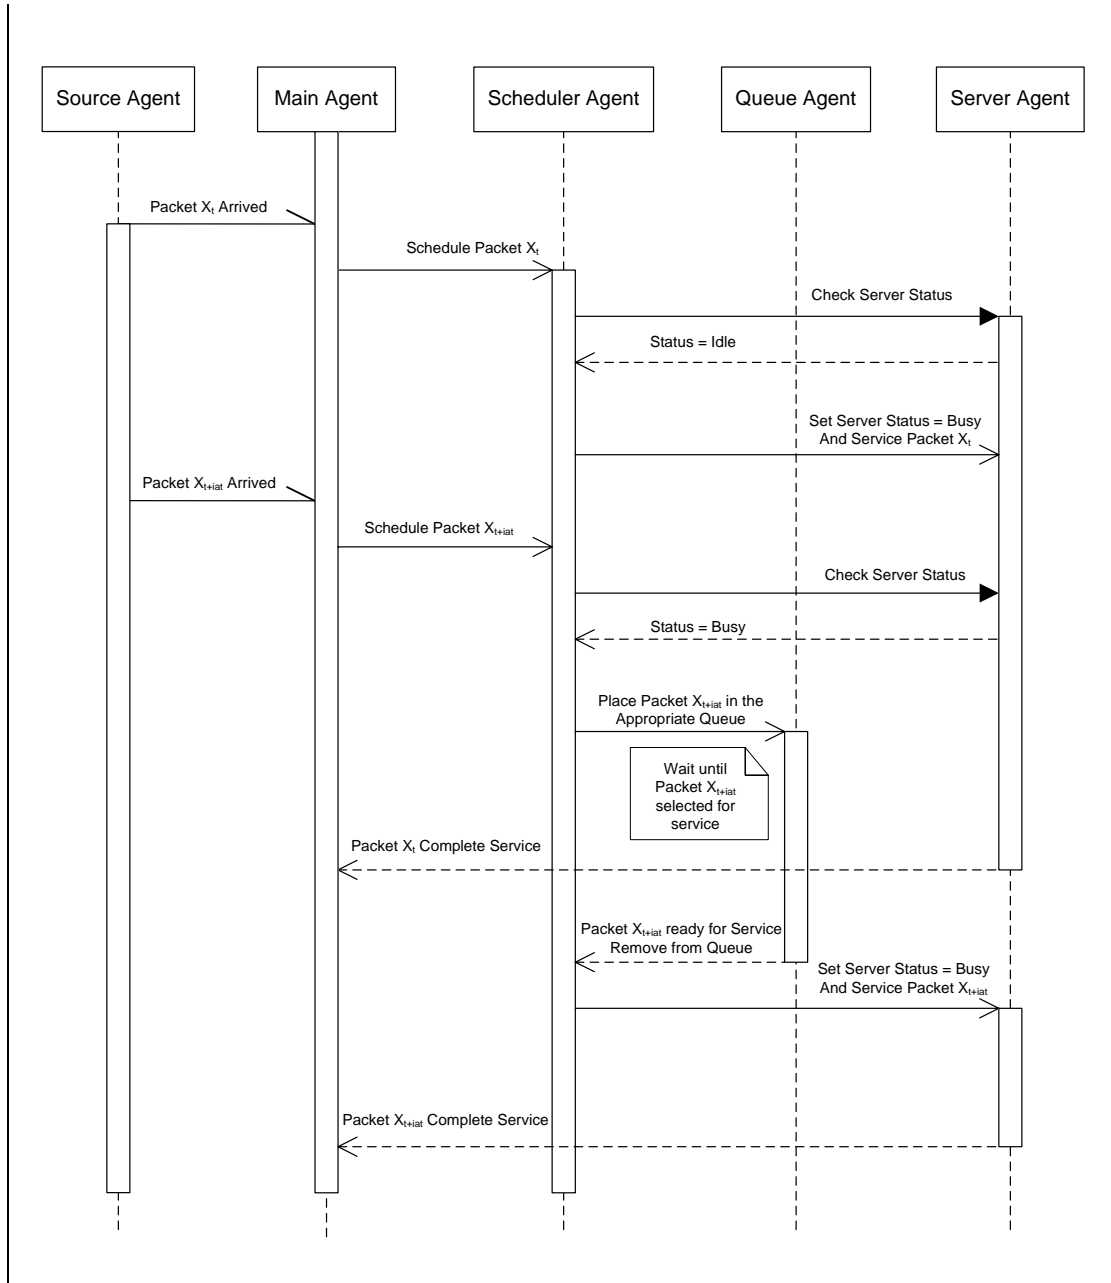 Source Agent
Main Agent
Scheduler Agent
Queue Agent
Server Agent
Packet Xt Arrived
Schedule Packet Xt
Check Server Status
Status = Idle
Set Server Status = Busy
And Service Packet Xt
Packet Xt+iat Arrived
Schedule Packet Xt+iat
Check Server Status
Status = Busy
Place Packet Xt+iat in the
Appropriate Queue
Wait until
Packet Xt+iat
selected for
service
Packet Xt Complete Service
Packet Xt+iat ready for Service
Remove from Queue
Set Server Status = Busy
And Service Packet Xt+iat
Packet Xt+iat Complete Service